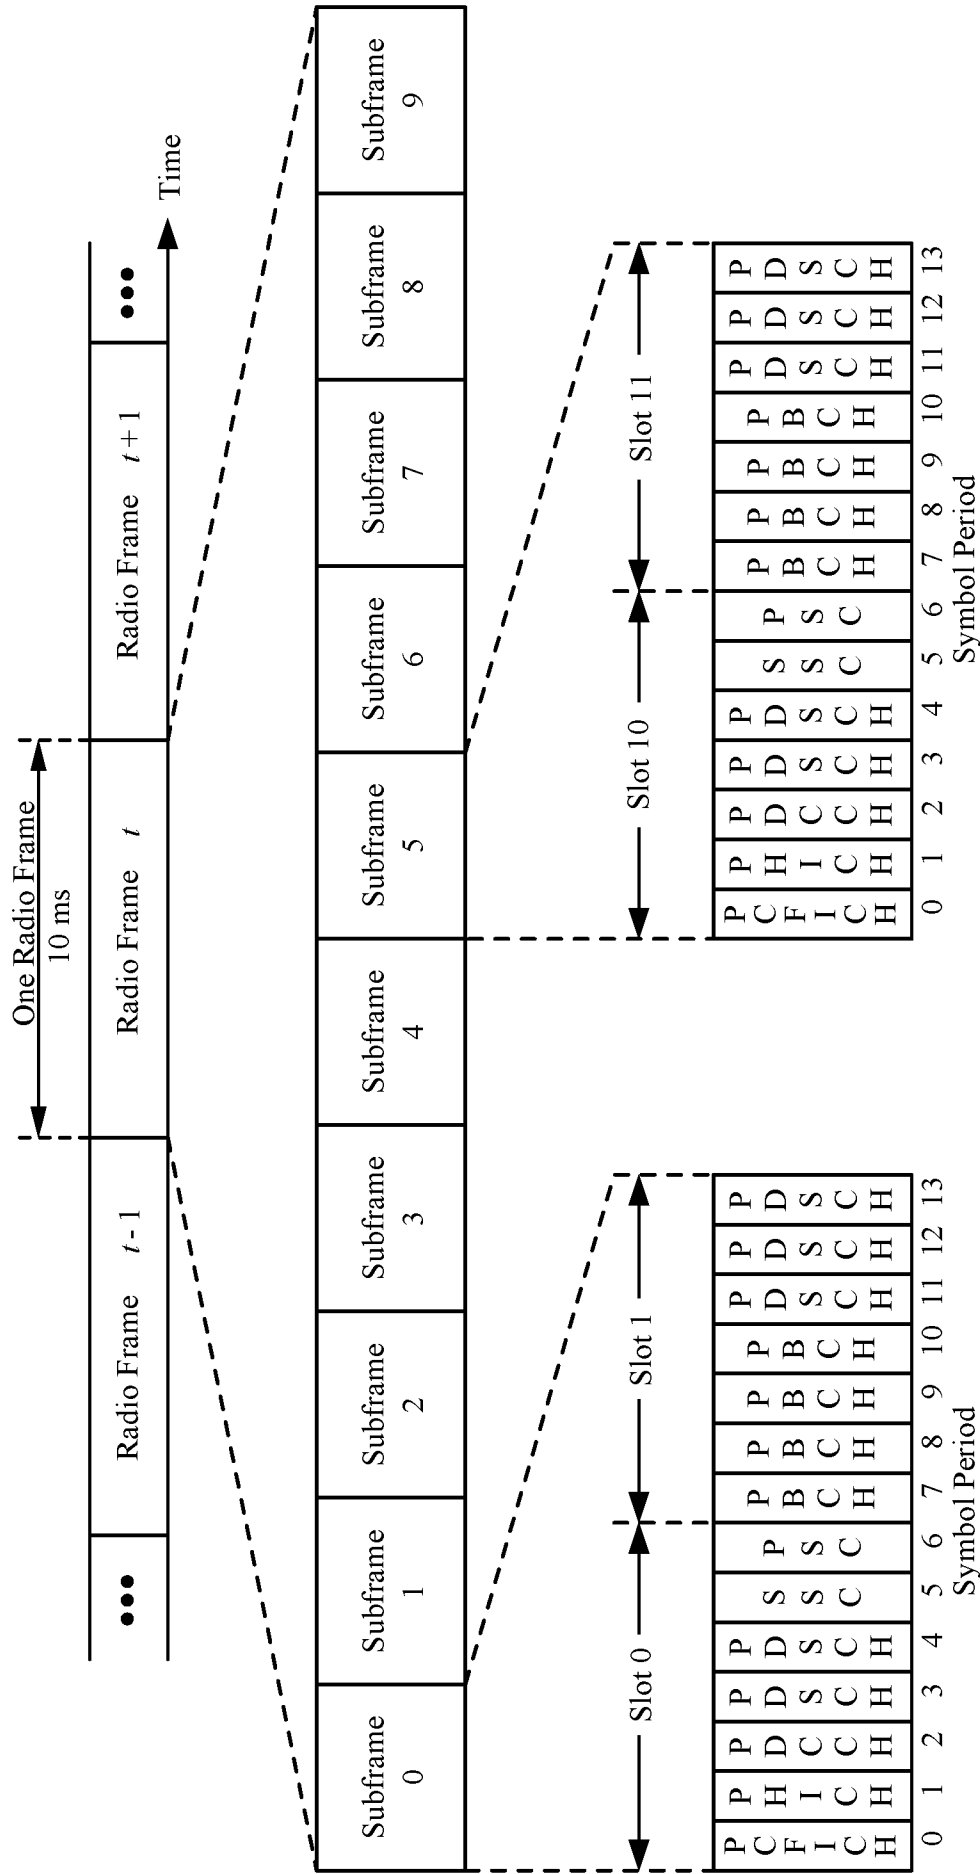 One Radio Frame
10 ms
••• Radio Frame t - 1 Radio Frame t Radio Frame t + 1 •••
Time
Subframe 0 Subframe 1 Subframe 2 Subframe 3 Subframe 4 Subframe 5 Subframe 6 Subframe 7 Subframe 8 Subframe 9
Slot 0 Slot 1
PCFICH PHICH PDCCH PDSCH PDSCH SSC PSC PBCH PBCH PBCH PBCH PDSCH PDSCH PDSCH
0 1 2 3 4 5 6 7 8 9 10 11 12 13
Symbol Period
Slot 10 Slot 11
PCFICH PHICH PDCCH PDSCH PDSCH SSC PSC PBCH PBCH PBCH PBCH PDSCH PDSCH PDSCH
0 1 2 3 4 5 6 7 8 9 10 11 12 13
Symbol Period